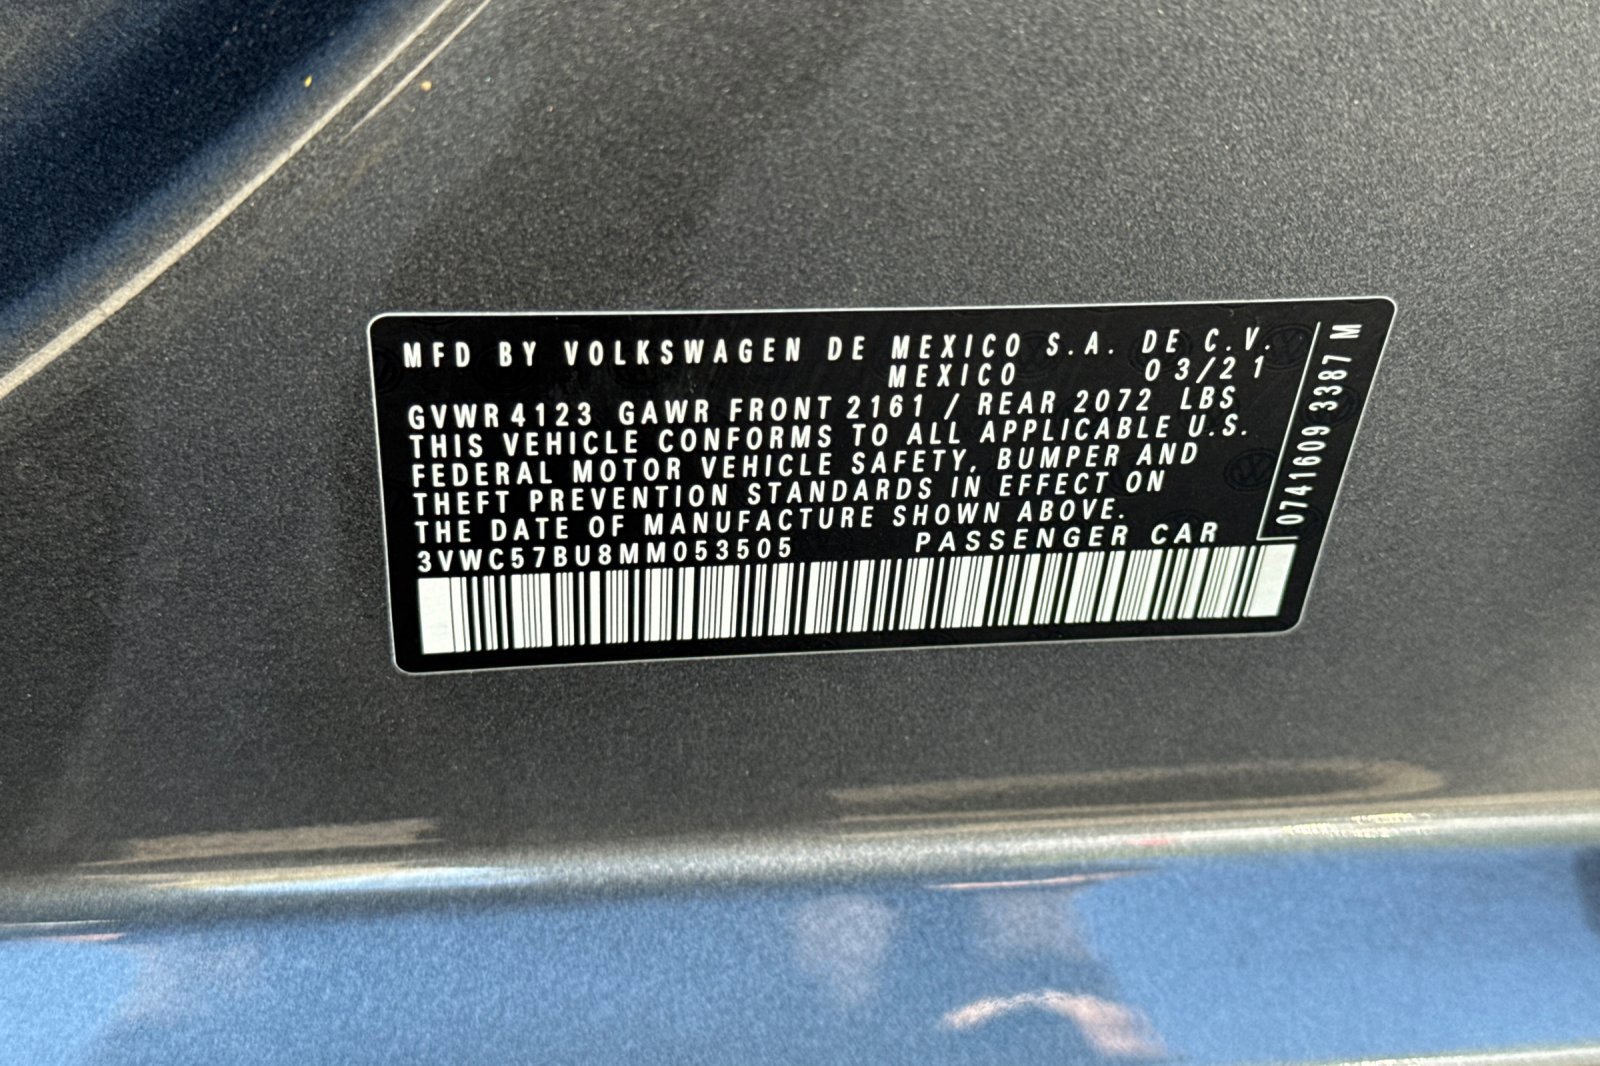 MFD BY VOLKSWAGEN DE MEXICO S.A. DE C.V.
MEXICO 03/21
GVWR 4123 GAWR FRONT 2161 / REAR 2072 LBS
THIS VEHICLE CONFORMS TO ALL APPLICABLE U.S.
FEDERAL MOTOR VEHICLE SAFETY, BUMPER AND
THEFT PREVENTION STANDARDS IN EFFECT ON
THE DATE OF MANUFACTURE SHOWN ABOVE.
3VWC57BU8MM053505 PASSENGER CAR
0741609 3387 M